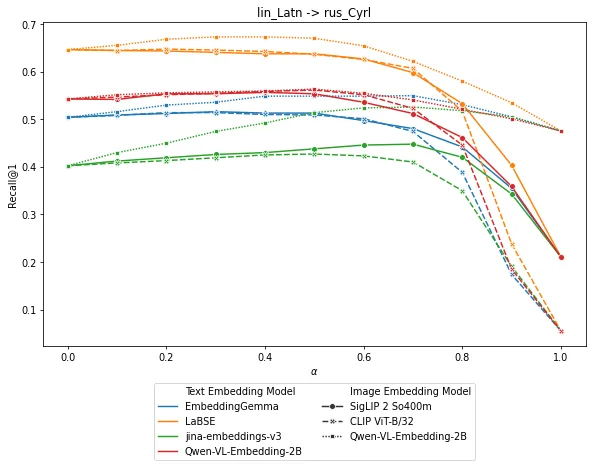 lin_Latn -> rus_Cyrl
0.7
0.6
0.5
0.4
0.3
0.2
0.1
Recall@1
0.0 0.2 0.4 0.6 0.8 1.0
α
Text Embedding Model Image Embedding Model
EmbeddingGemma SigLIP 2 So400m
LaBSE CLIP ViT-B/32
jina-embeddings-v3 Qwen-VL-Embedding-2B
Qwen-VL-Embedding-2B